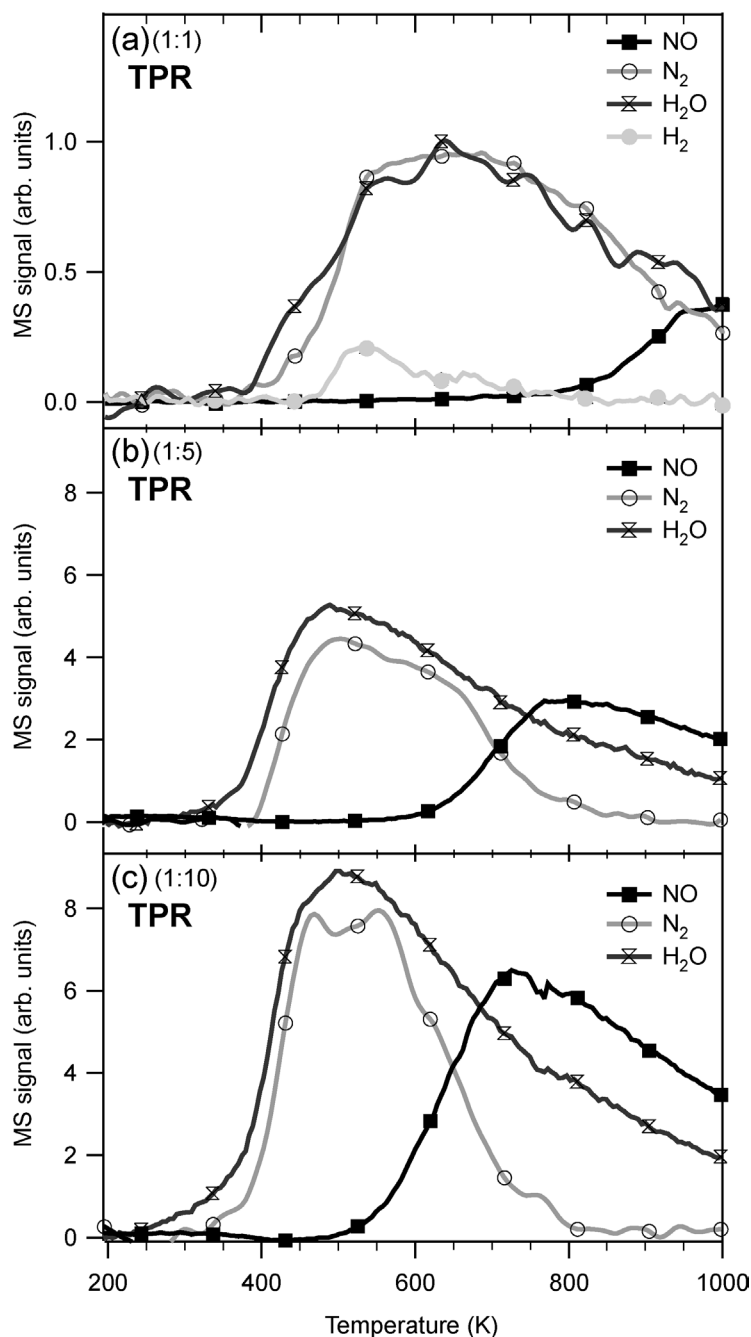 (a)(1:1)
TPR
NO
N₂
H₂O
H₂
MS signal (arb. units)
1.0
0.5
0.0
(b)(1:5)
TPR
NO
N₂
H₂O
MS signal (arb. units)
8
6
4
2
0
(c)(1:10)
TPR
NO
N₂
H₂O
MS signal (arb. units)
8
6
4
2
0
200 400 600 800 1000
Temperature (K)